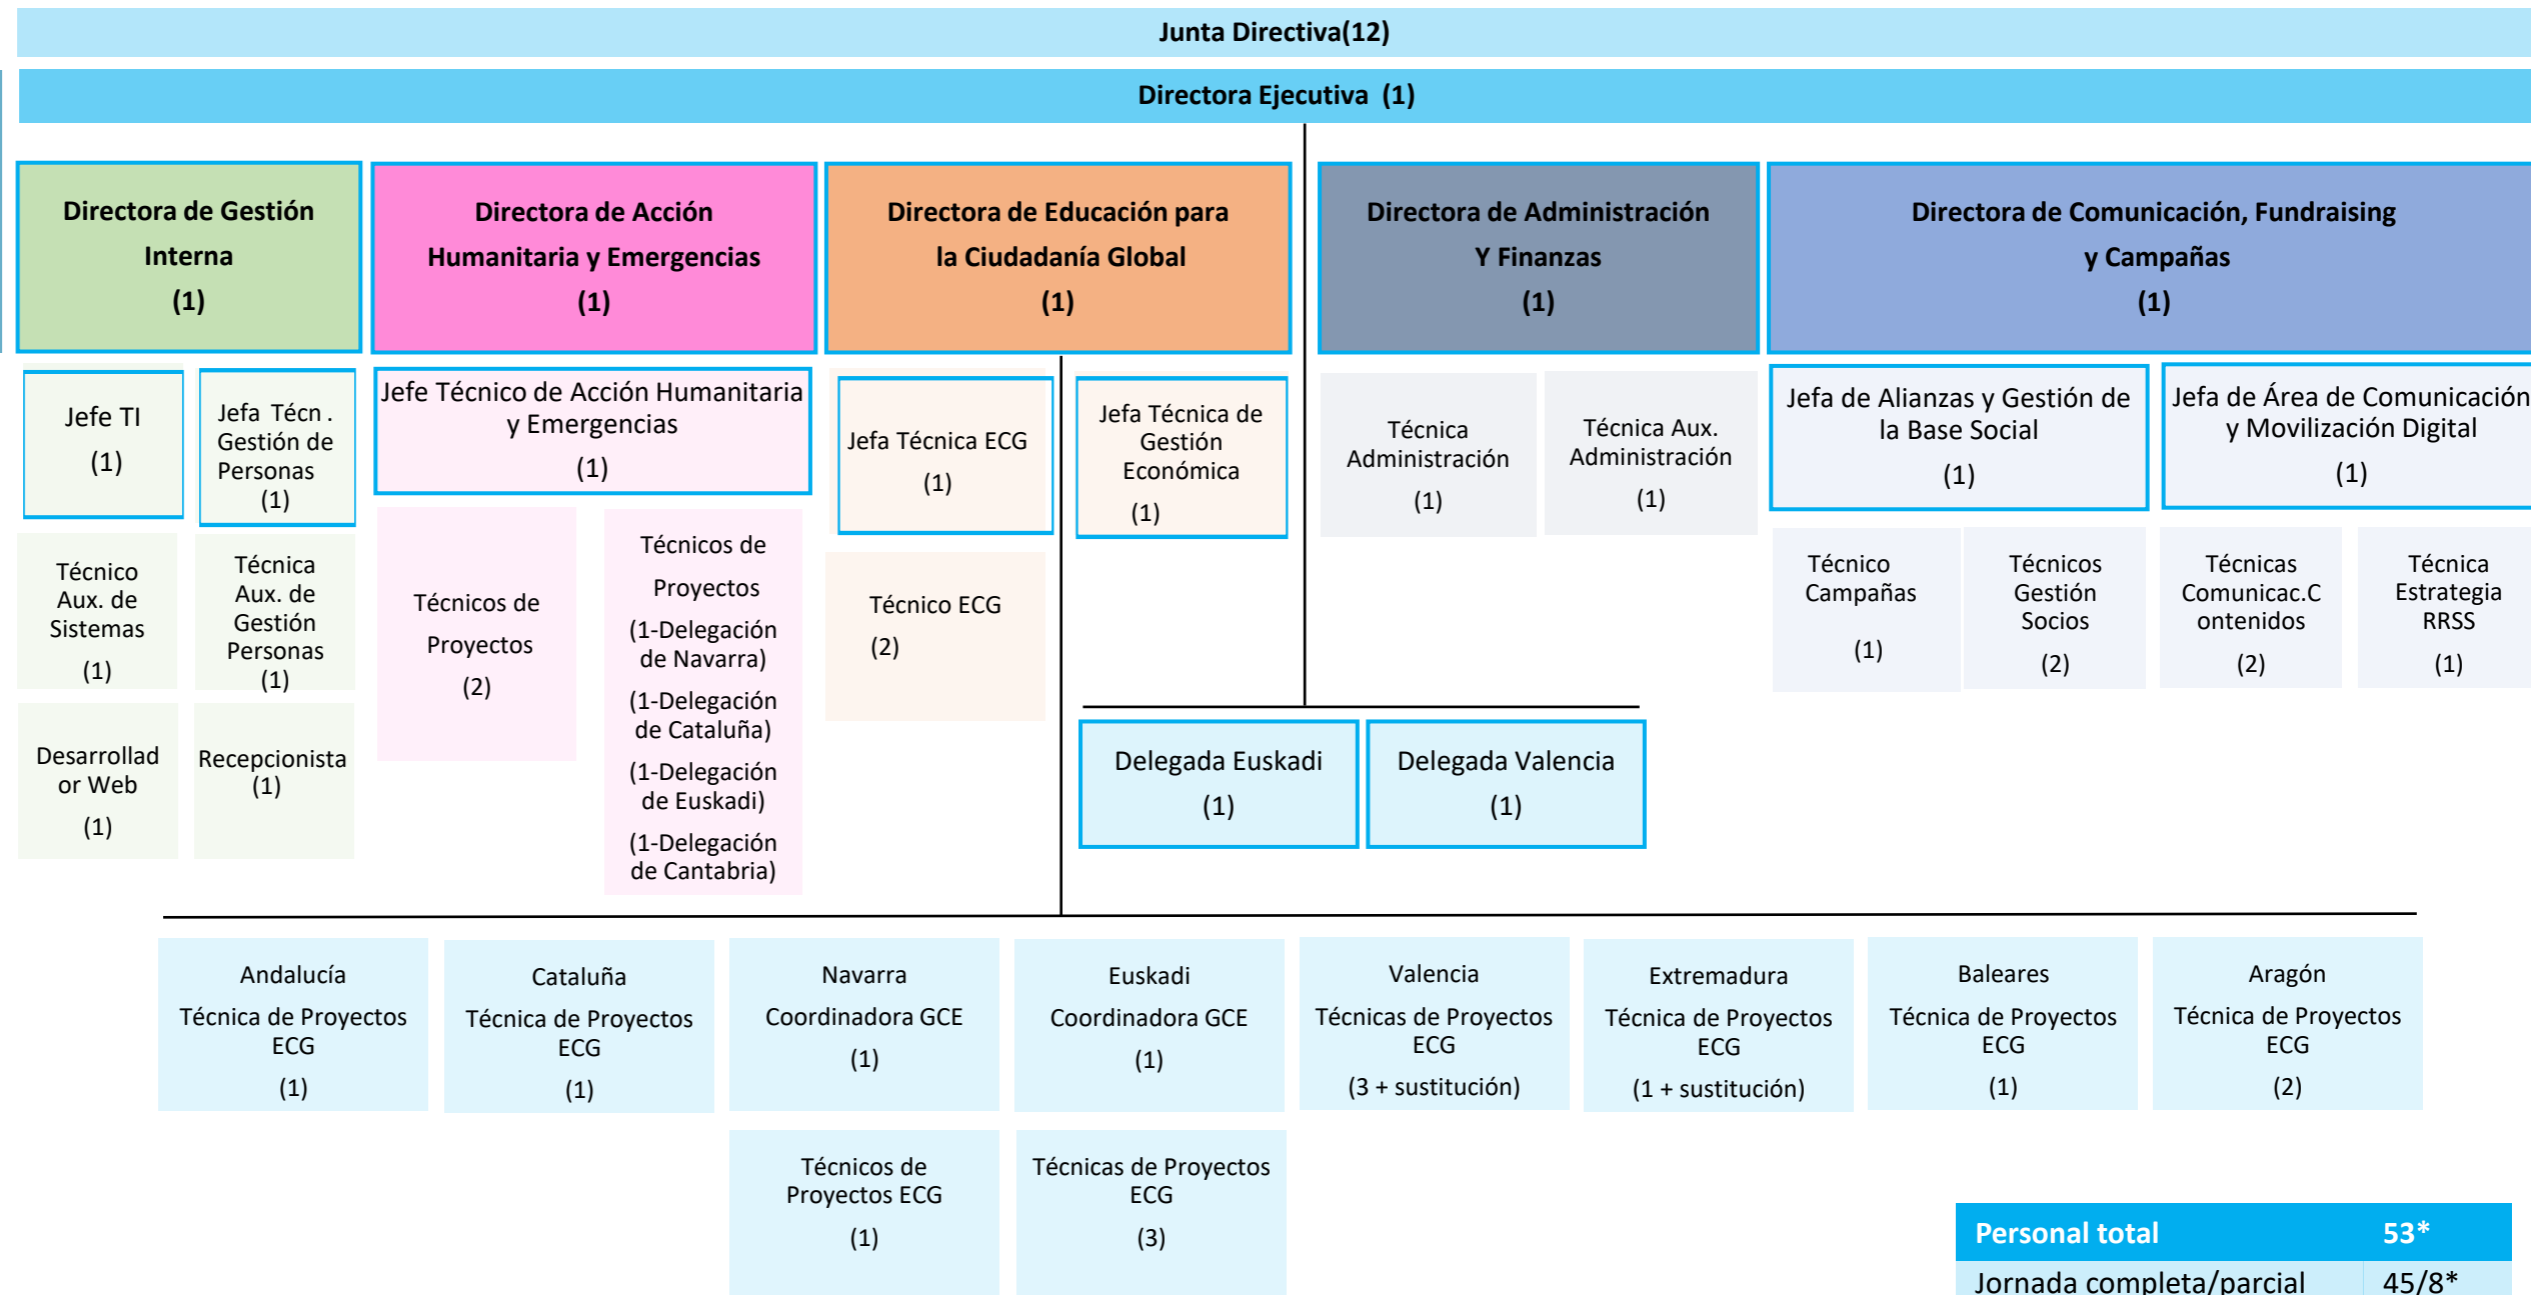 Junta Directiva(12)
Directora Ejecutiva (1)
Directora de Gestión
Interna
(1)
Directora de Acción
Humanitaria y Emergencias
(1)
Directora de Educación para
la Ciudadanía Global
(1)
Directora de Administración
Y Finanzas
(1)
Directora de Comunicación, Fundraising
y Campañas
(1)
Jefe TI
(1)
Jefa Técn .
Gestión de
Personas
(1)
Jefe Técnico de Acción Humanitaria
y Emergencias
(1)
Jefa Técnica ECG
(1)
Jefa Técnica de
Gestión
Económica
(1)
Técnica
Administración
(1)
Técnica Aux.
Administración
(1)
Jefa de Alianzas y Gestión de
la Base Social
(1)
Jefa de Área de Comunicación
y Movilización Digital
(1)
Técnico
Aux. de
Sistemas
(1)
Técnica
Aux. de
Gestión
Personas
(1)
Técnicos de
Proyectos
(2)
Técnicos de
Proyectos
(1-Delegación
de Navarra)
(1-Delegación
de Cataluña)
(1-Delegación
de Euskadi)
(1-Delegación
de Cantabria)
Técnico ECG
(2)
Técnico
Campañas
(1)
Técnicos
Gestión
Socios
(2)
Técnicas
Comunicac.C
ontenidos
(2)
Técnica
Estrategia
RRSS
(1)
Desarrollad
or Web
(1)
Recepcionista
(1)
Delegada Euskadi
(1)
Delegada Valencia
(1)
Andalucía
Técnica de Proyectos
ECG
(1)
Cataluña
Técnica de Proyectos
ECG
(1)
Navarra
Coordinadora GCE
(1)
Euskadi
Coordinadora GCE
(1)
Valencia
Técnicas de Proyectos
ECG
(3 + sustitución)
Extremadura
Técnica de Proyectos
ECG
(1 + sustitución)
Baleares
Técnica de Proyectos
ECG
(1)
Aragón
Técnica de Proyectos
ECG
(2)
Técnicos de
Proyectos ECG
(1)
Técnicas de Proyectos
ECG
(3)
Personal total 53*
Jornada completa/parcial 45/8*